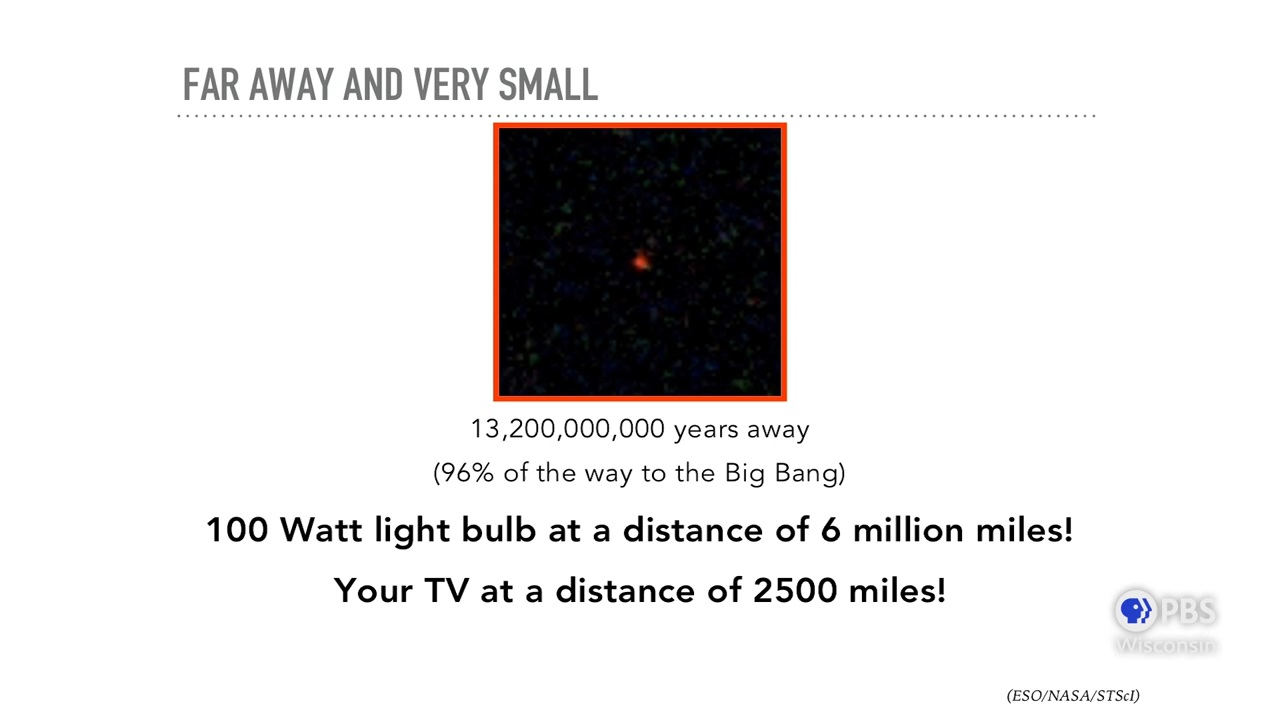 FAR AWAY AND VERY SMALL
13,200,000,000 years away
(96% of the way to the Big Bang)
100 Watt light bulb at a distance of 6 million miles!
Your TV at a distance of 2500 miles!
PBS
Wisconsin
(ESO/NASA/STScI)